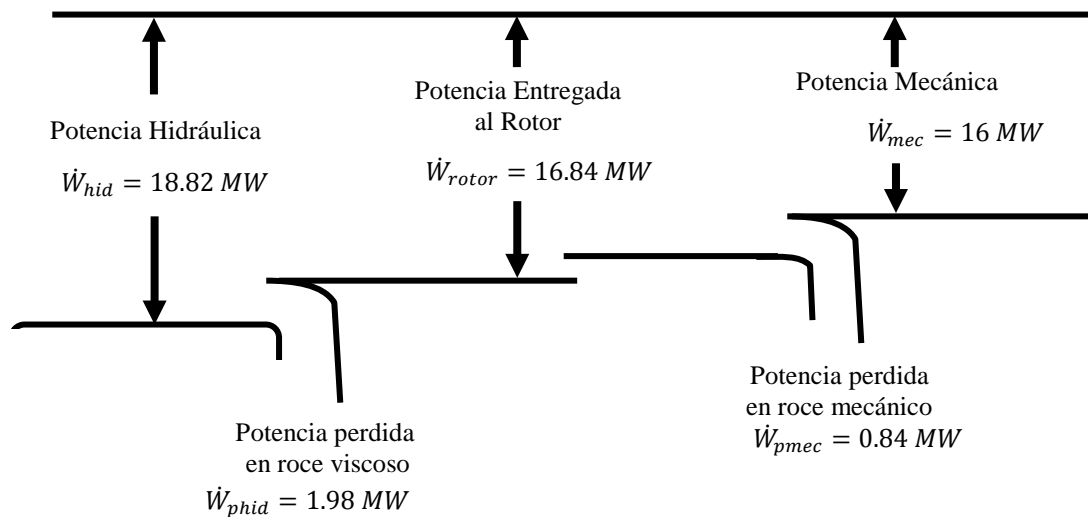 Potencia Hidráulica
Ẇhid = 18.82 MW
Potencia Entregada
al Rotor
Ẇrotor = 16.84 MW
Potencia Mecánica
Ẇmec = 16 MW
Potencia perdida
en roce viscoso
Ẇphid = 1.98 MW
Potencia perdida
en roce mecánico
Ẇpmec = 0.84 MW